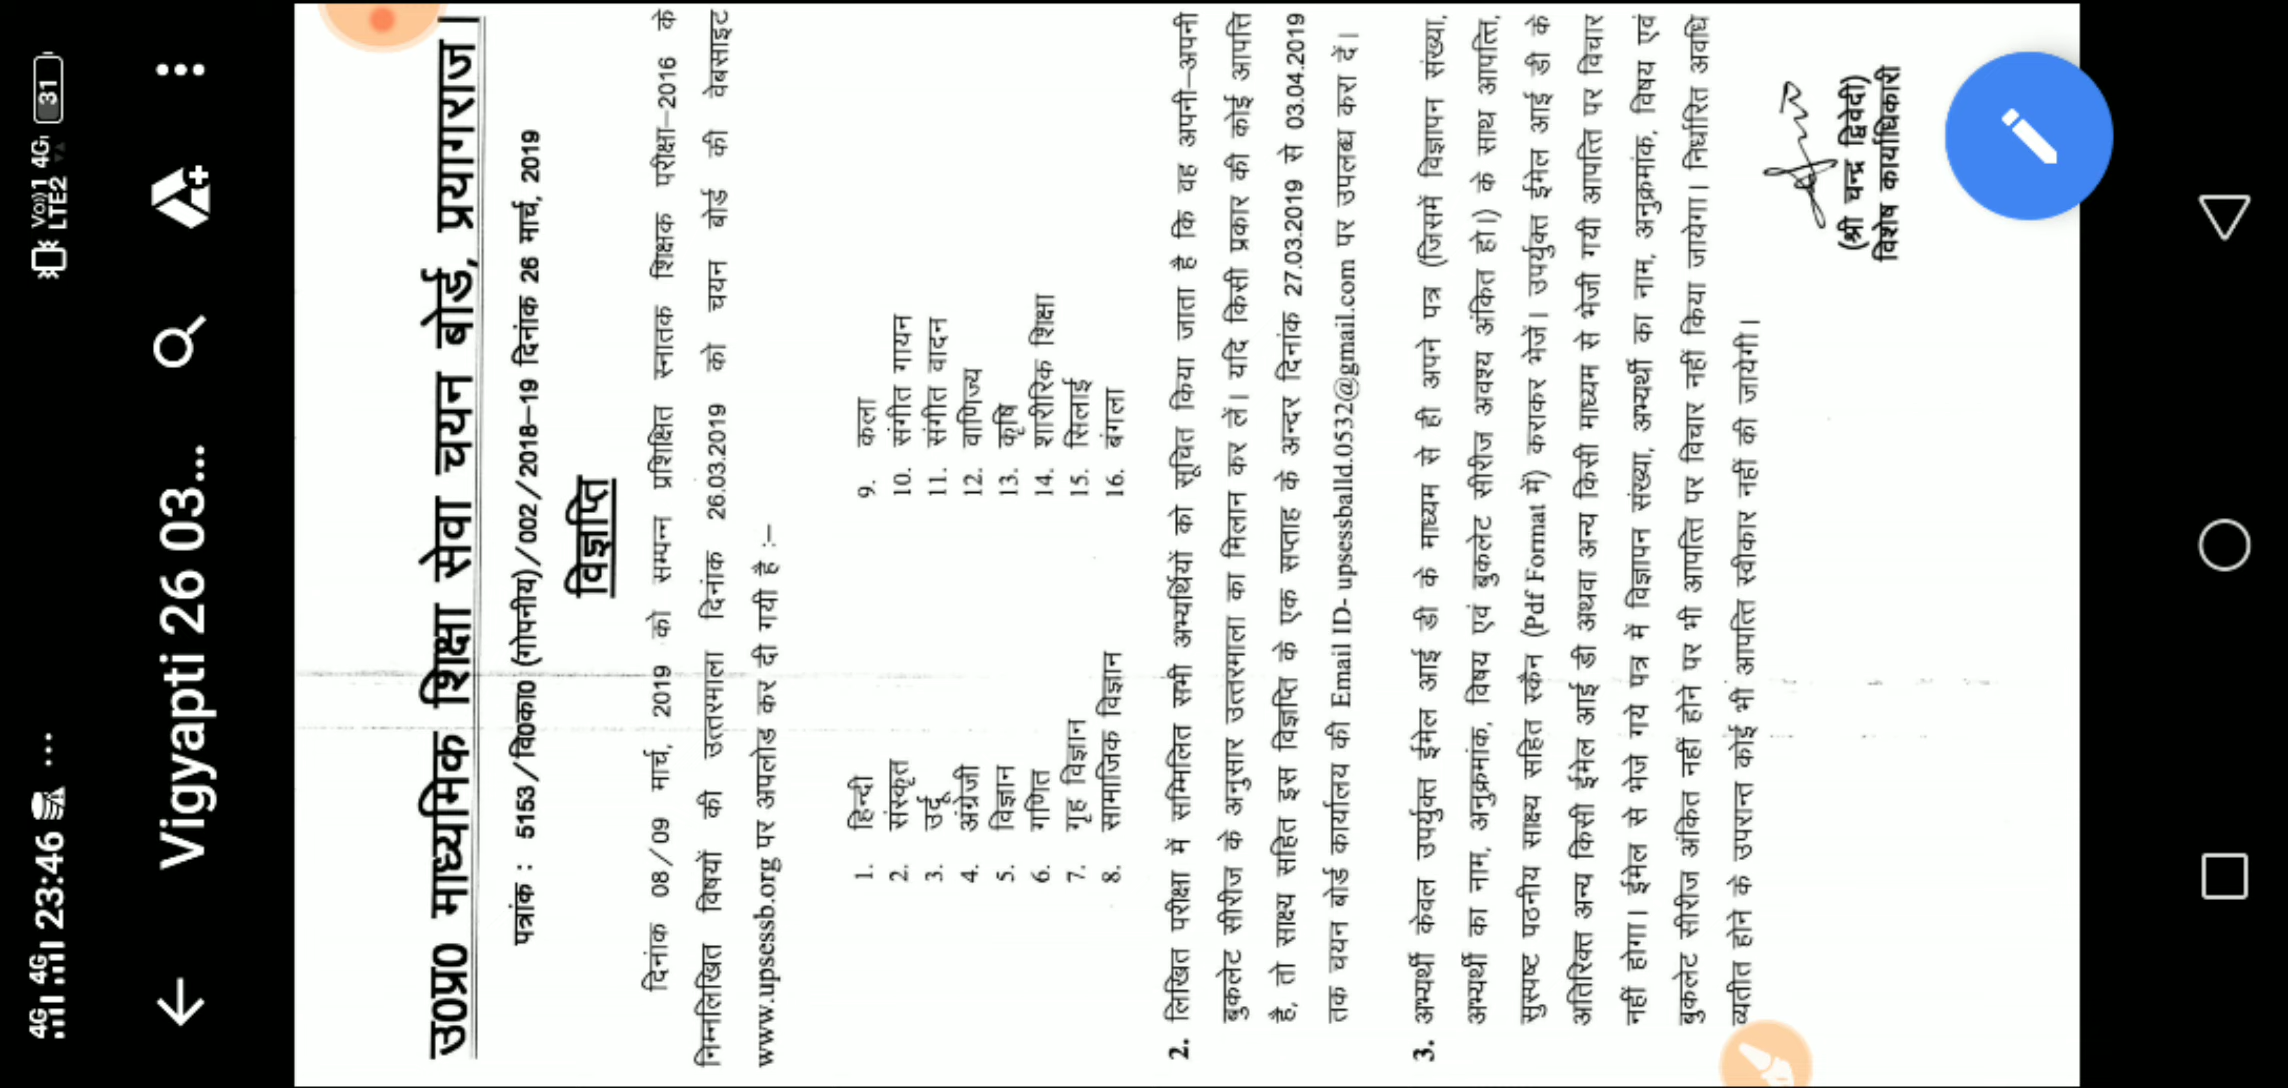 4G 4G 23:46 ...
Vo)) 1 4G LTE2 31
Vigyapti 26 03...
उ०प्र० माध्यमिक शिक्षा सेवा चयन बोर्ड, प्रयागराज।
पत्रांक : 5153/वि०का० (गोपनीय)/002/2018–19 दिनांक 26 मार्च, 2019
विज्ञप्ति
दिनांक 08/09 मार्च, 2019 को सम्पन्न प्रशिक्षित स्नातक शिक्षक परीक्षा–2016 के
निम्नलिखित विषयों की उत्तरमाला दिनांक 26.03.2019 को चयन बोर्ड की वेबसाइट
www.upsessb.org पर अपलोड कर दी गयी है :–
1. हिन्दी 9. कला
2. संस्कृत 10. संगीत गायन
3. उर्दू 11. संगीत वादन
4. अंग्रेजी 12. वाणिज्य
5. विज्ञान 13. कृषि
6. गणित 14. शारीरिक शिक्षा
7. गृह विज्ञान 15. सिलाई
8. सामाजिक विज्ञान 16. बंगला
2. लिखित परीक्षा में सम्मिलित सभी अभ्यर्थियों को सूचित किया जाता है कि वह अपनी–अपनी
बुकलेट सीरीज के अनुसार उत्तरमाला का मिलान कर लें। यदि किसी प्रकार की कोई आपत्ति
है, तो साक्ष्य सहित इस विज्ञप्ति के एक सप्ताह के अन्दर दिनांक 27.03.2019 से 03.04.2019
तक चयन बोर्ड कार्यालय की Email ID- upsessballd.0532@gmail.com पर उपलब्ध करा दें।
3. अभ्यर्थी केवल उपर्युक्त ईमेल आई डी के माध्यम से ही अपने पत्र (जिसमें विज्ञापन संख्या,
अभ्यर्थी का नाम, अनुक्रमांक, विषय एवं बुकलेट सीरीज अवश्य अंकित हो।) के साथ आपत्ति,
सुस्पष्ट पठनीय साक्ष्य सहित स्कैन (Pdf Format में) कराकर भेजें। उपर्युक्त ईमेल आई डी के
अतिरिक्त अन्य किसी ईमेल आई डी अथवा अन्य किसी माध्यम से भेजी गयी आपत्ति पर विचार
नहीं होगा। ईमेल से भेजे गये पत्र में विज्ञापन संख्या, अभ्यर्थी का नाम, अनुक्रमांक, विषय एवं
बुकलेट सीरीज अंकित नहीं होने पर भी आपत्ति पर विचार नहीं किया जायेगा। निर्धारित अवधि
व्यतीत होने के उपरान्त कोई भी आपत्ति स्वीकार नहीं की जायेगी।
(श्री चन्द्र द्विवेदी)
विशेष कार्याधिकारी